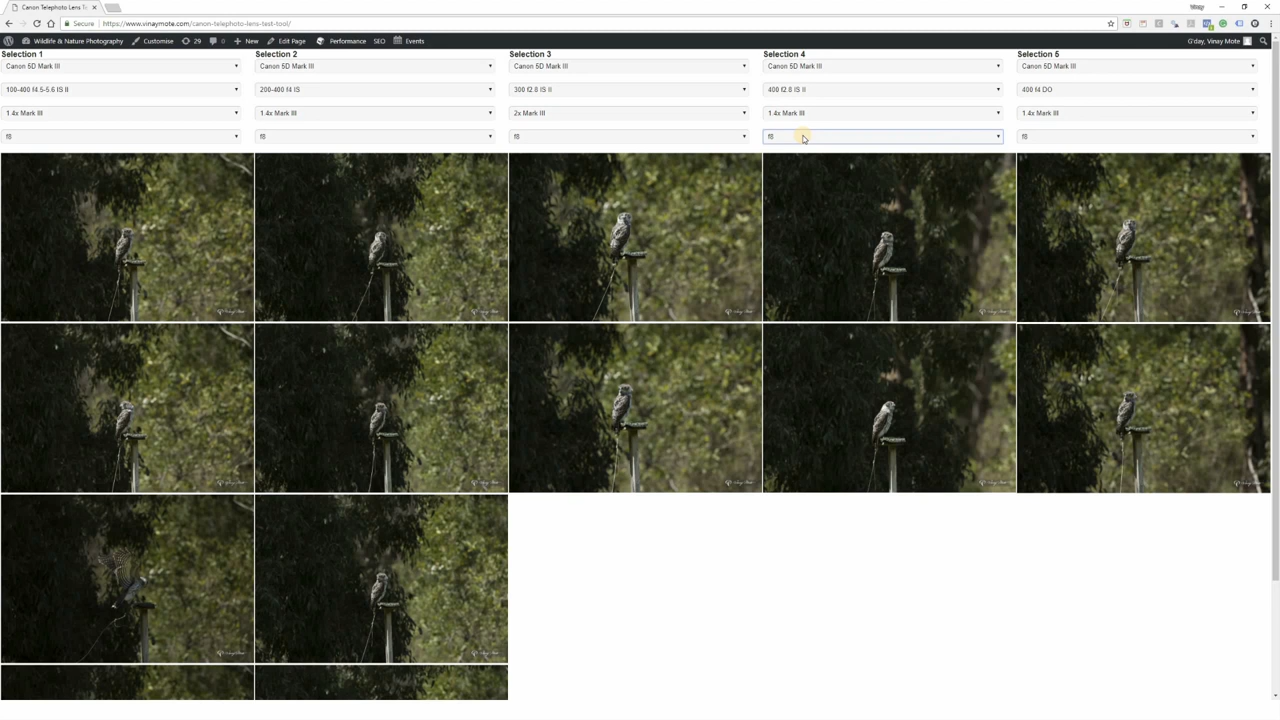 Canon Telephoto Lens T
Vinay
Secure
https://www.vinaymote.com/canon-telephoto-lens-test-tool/
Wildlife & Nature Photography
Customise
29
0
New
Edit Page
Performance
SEO
Events
G'day, Vinay Mote
Selection 1
Selection 2
Selection 3
Selection 4
Selection 5
Canon 5D Mark III
Canon 5D Mark III
Canon 5D Mark III
Canon 5D Mark III
Canon 5D Mark III
100-400 f4.5-5.6 IS II
200-400 f4 IS
300 f2.8 IS II
400 f2.8 IS II
400 f4 DO
1.4x Mark III
1.4x Mark III
2x Mark III
1.4x Mark III
1.4x Mark III
f8
f8
f8
f8
f8